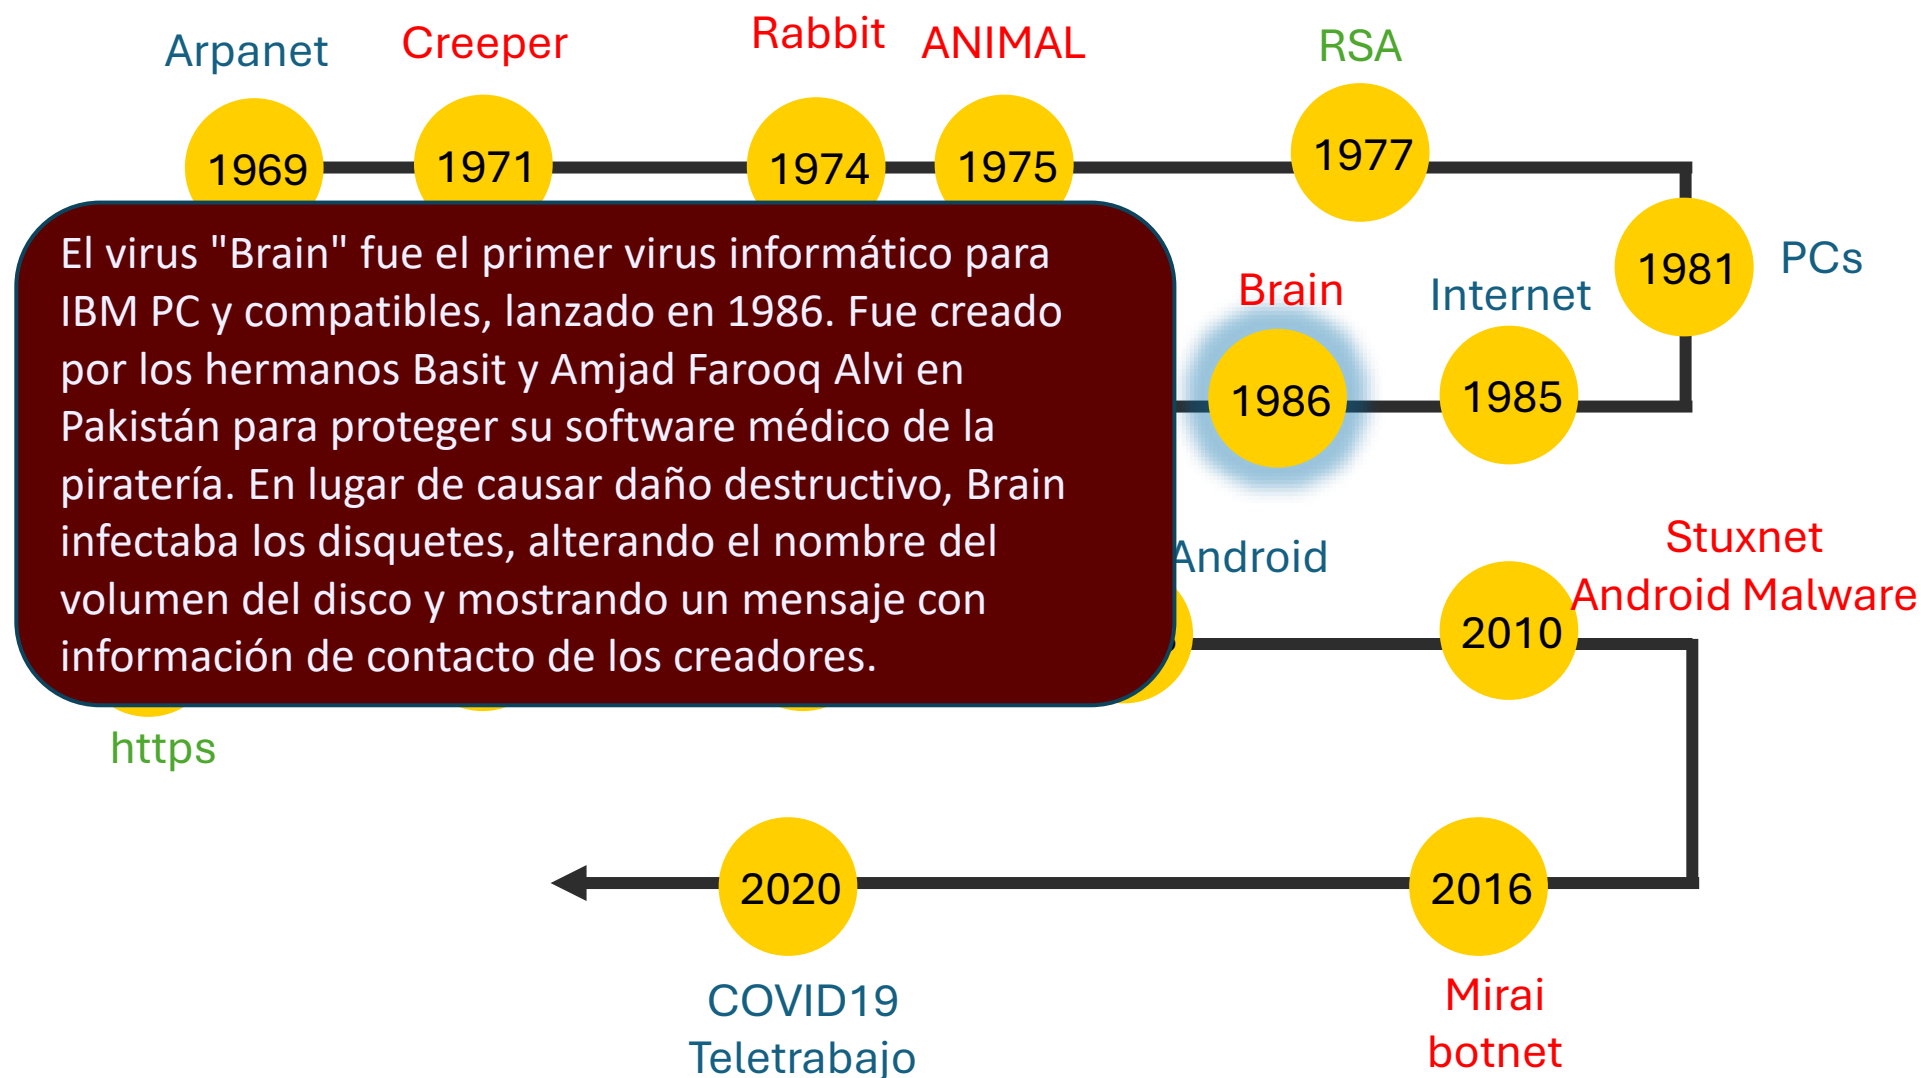 Arpanet
Creeper
Rabbit
ANIMAL
RSA
1969
1971
1974
1975
1977
1981
PCs
El virus "Brain" fue el primer virus informático para
IBM PC y compatibles, lanzado en 1986. Fue creado
por los hermanos Basit y Amjad Farooq Alvi en
Pakistán para proteger su software médico de la
piratería. En lugar de causar daño destructivo, Brain
infectaba los disquetes, alterando el nombre del
volumen del disco y mostrando un mensaje con
información de contacto de los creadores.
Brain
Internet
1986
1985
Android
Stuxnet
Android Malware
2010
https
2020
2016
COVID19
Teletrabajo
Mirai
botnet